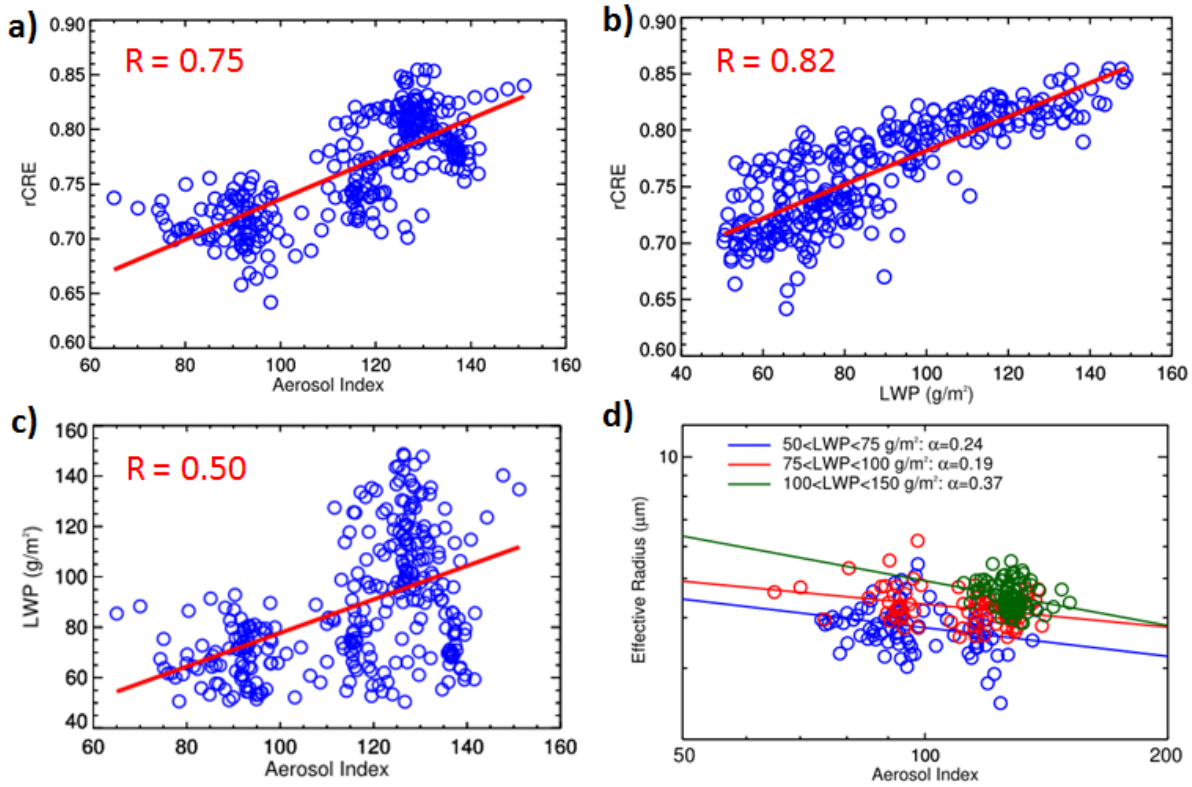 a)
R = 0.75
0.90
0.85
0.80
0.75
0.70
0.65
0.60
rCRE
60 80 100 120 140 160
Aerosol Index
b)
R = 0.82
0.90
0.85
0.80
0.75
0.70
0.65
0.60
rCRE
40 60 80 100 120 140 160
LWP (g/m²)
c)
R = 0.50
160
140
120
100
80
60
40
LWP (g/m²)
60 80 100 120 140 160
Aerosol Index
d)
50<LWP<75 g/m²: α=0.24
75<LWP<100 g/m²: α=0.19
100<LWP<150 g/m²: α=0.37
10
Effective Radius (μm)
50 100 200
Aerosol Index